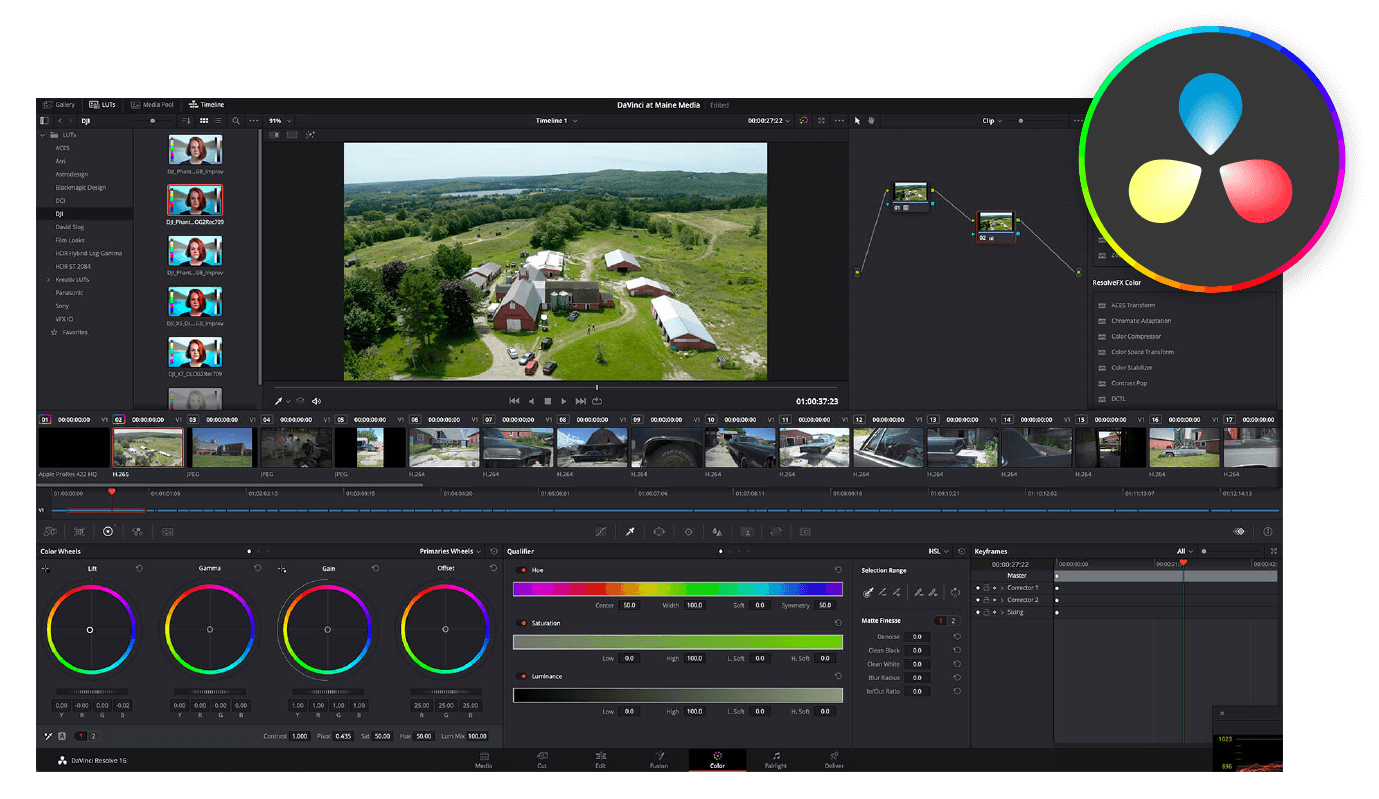 Gallery LUTs Media Pool Timeline DaVinci at Maine Media Edited
DJI 91% Timeline 1 00:00:27:22 Clip
LUTs
ACES
Arri
Astrodesign
Blackmagic Design
DCI
DJI
David Slog
Film Looks
HDR Hybrid Log Gamma
HDR ST 2084
Kreativ LUTs
Panasonic
Sony
VFX IO
Favorites
DJI_Phant...GB_Improv
DJI_Phant...OG2Rec709
DJI_Phant...GB_Improv
DJI_X5_DL...GB_Improv
DJI_X7_DLOG2Rec709
01
02
ResolveFX Color
ACES Transform
Chromatic Adaptation
Color Compressor
Color Space Transform
Color Stabilizer
Contrast Pop
DCTL
01:00:37:23
01 00:00:00:00 V1 02 00:00:00:00 V1 03 00:00:00:00 V1 04 00:00:00:00 V1 05 00:00:00:00 V1 06 00:00:00:00 V1 07 00:00:00:00 V1 08 00:00:00:00 V1 09 00:00:00:00 V1 10 00:00:00:00 V1 11 00:00:00:00 V1 12 00:00:00:00 V1 13 00:00:00:00 V1 14 00:00:00:00 V1 15 00:00:00:00 V1 16 00:00:00:00 V1 17 00:00:00:00
Apple ProRes 422 HQ H.265 JPEG JPEG JPEG H.264 H.264 H.264 H.264 H.264 H.264 H.264 H.264 H.264 H.264 H.264 H.264
01:00:00:00 01:01:01:05 01:02:02:10 01:03:03:15 01:04:04:20 01:05:06:01 01:06:07:06 01:07:08:11 01:08:09:16 01:09:10:21 01:10:12:02 01:11:13:07 01:12:14:12
V1
Color Wheels Primaries Wheels
Lift Gamma Gain Offset
0.00 -0.00 0.00 -0.02 0.00 0.00 0.00 0.00 1.00 1.00 1.00 1.00 25.00 25.00 25.00
Y R G B Y R G B Y R G B R G B
A 1 2 Contrast 1.000 Pivot 0.435 Sat 50.00 Hue 50.00 Lum Mix 100.00
Qualifier HSL
Hue
Center 50.0 Width 100.0 Soft 0.0 Symmetry 50.0
Saturation
Low 0.0 High 100.0 L. Soft 0.0 H. Soft 0.0
Luminance
Low 0.0 High 100.0 L. Soft 0.0 H. Soft 0.0
Selection Range
Matte Finesse 1 2
Denoise 0.0
Clean Black 0.0
Clean White 0.0
Blur Radius 0.0
In/Out Ratio 0.0
Keyframes All
00:00:27:22 00:00:00:00 00:00:21: 00:00:42:
Master
Corrector 1
Corrector 2
Sizing
1023
896
DaVinci Resolve 16 Media Cut Edit Fusion Color Fairlight Deliver